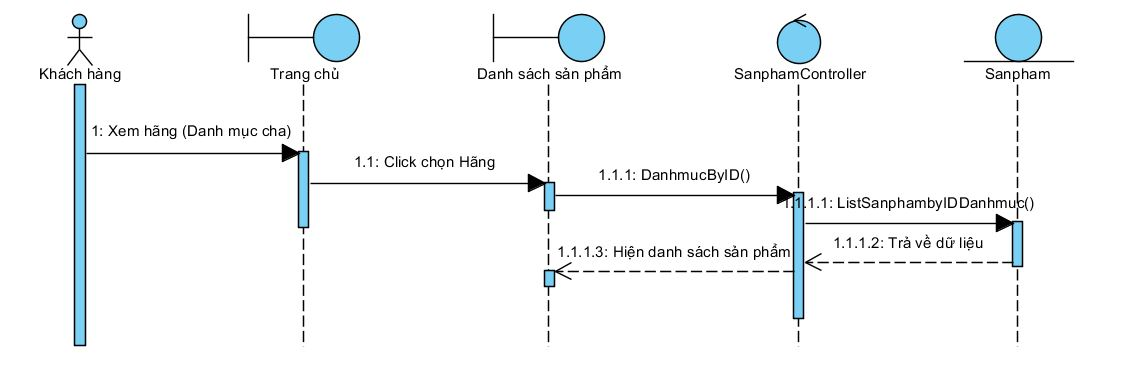 Khách hàng
Trang chủ
Danh sách sản phẩm
SanphamController
Sanpham
1: Xem hãng (Danh mục cha)
1.1: Click chọn Hãng
1.1.1: DanhmucByID()
1.1.1.1: ListSanphambyIDDanhmuc()
1.1.1.2: Trả về dữ liệu
1.1.1.3: Hiện danh sách sản phẩm